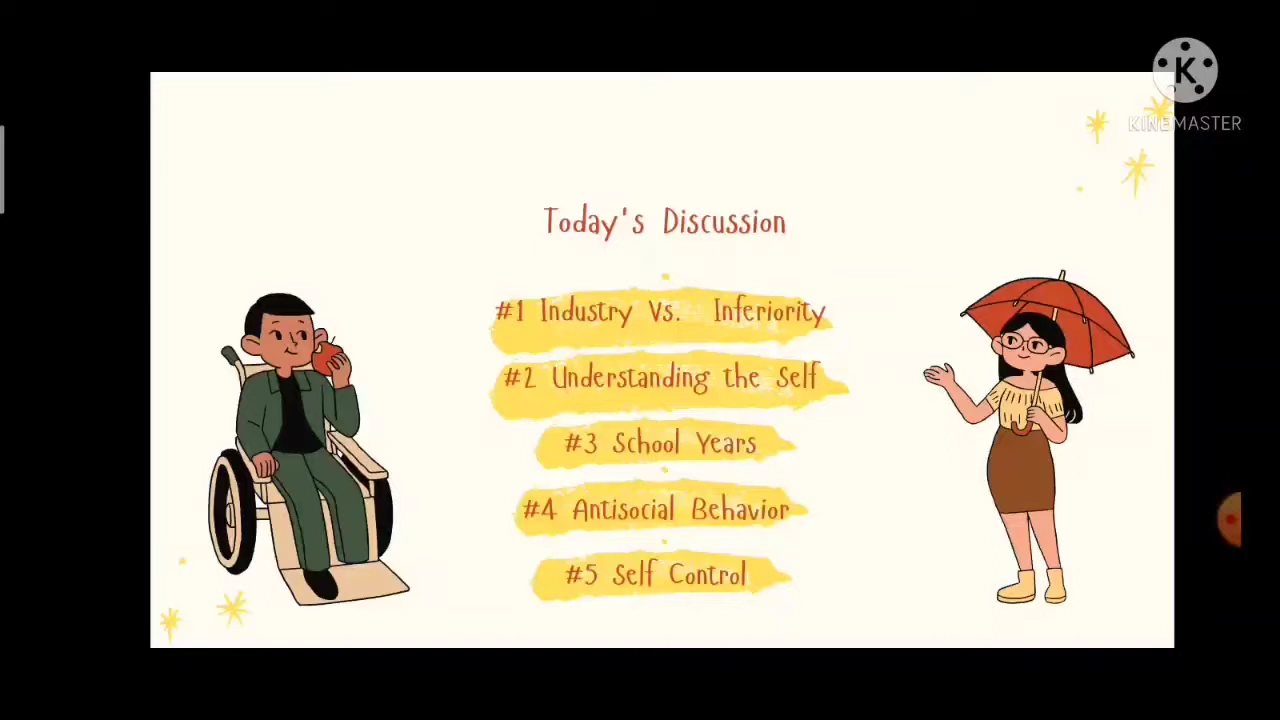 K
KINEMASTER
Today's Discussion
#1 Industry Vs. Inferiority
#2 Understanding the Self
#3 School Years
#4 Antisocial Behavior
#5 Self Control